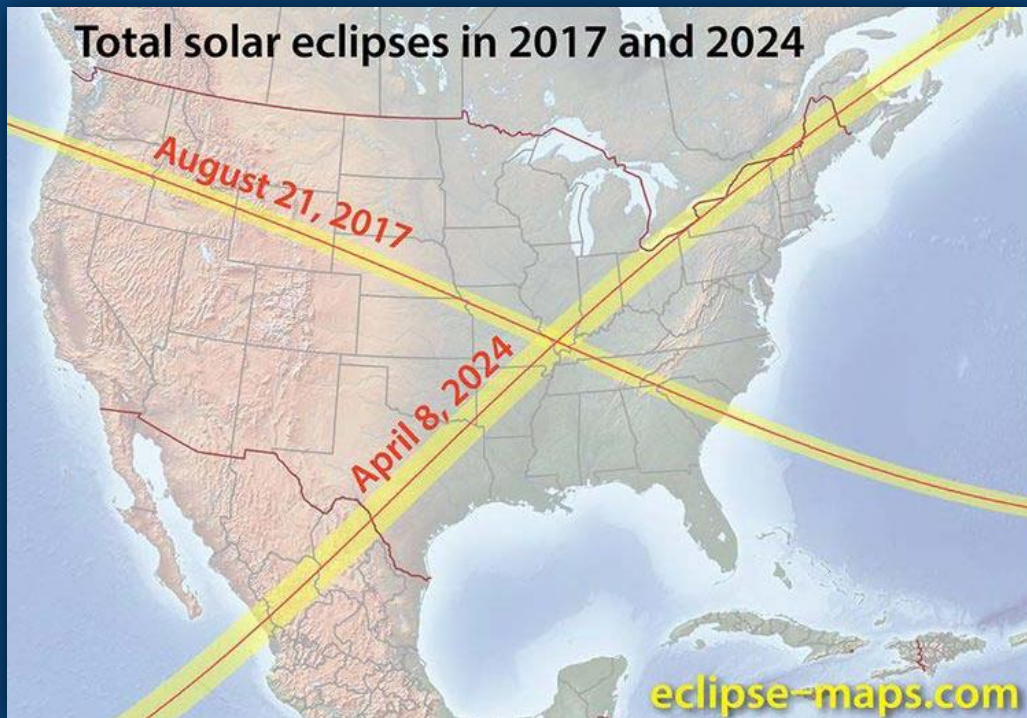 Total solar eclipses in 2017 and 2024
August 21, 2017
April 8, 2024
eclipse-maps.com